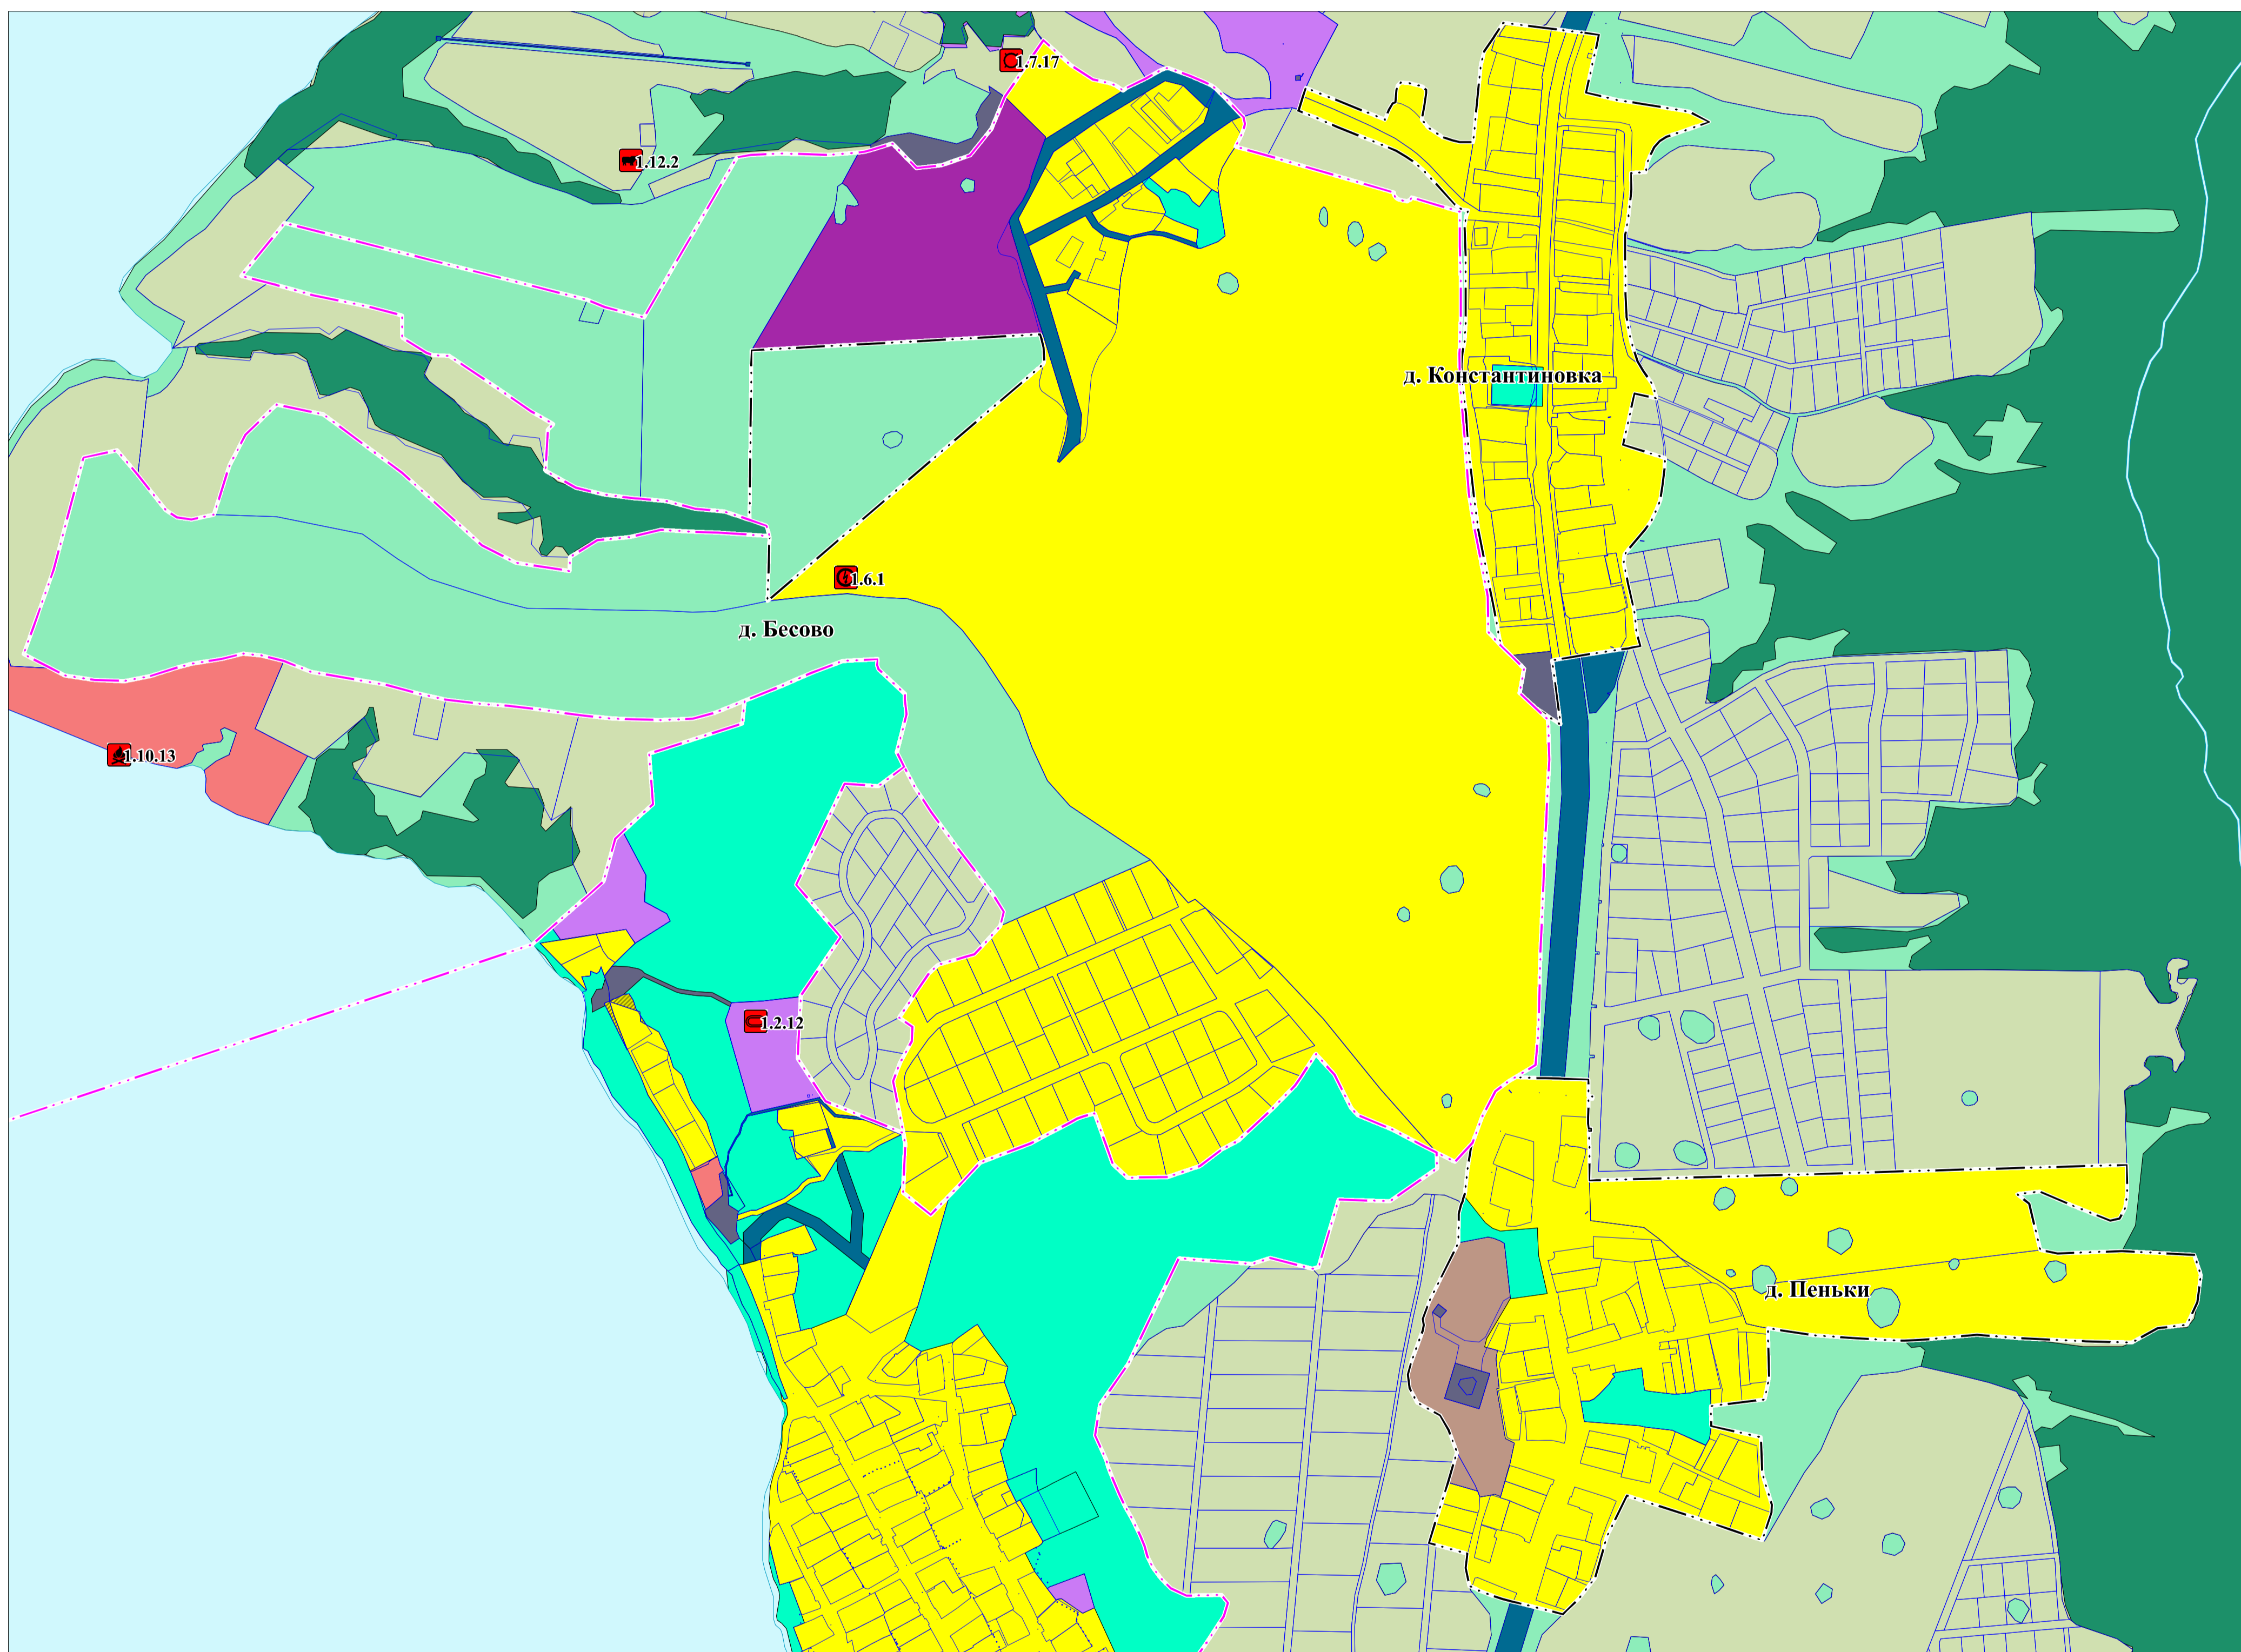 1.7.17
1.12.2
д. Константиновка
1.6.1
д. Бесово
1.10.13
1.2.12
д. Пеньки